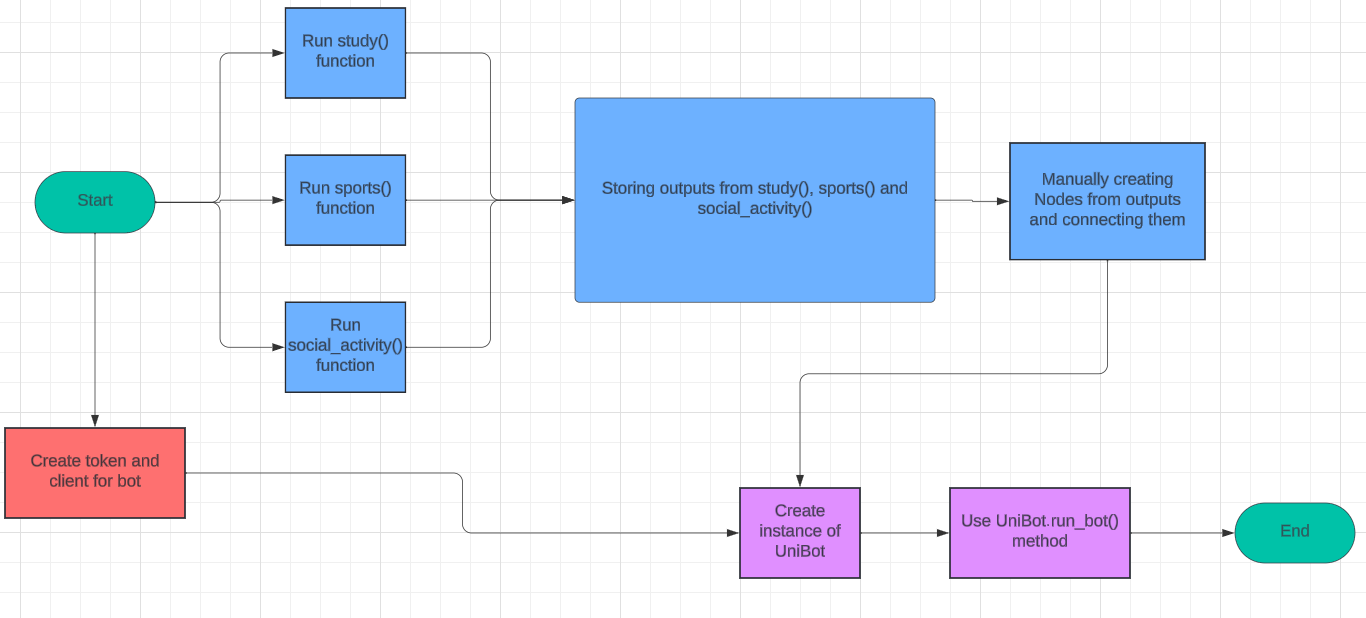 Run study()
function
Run sports()
function
Start
Storing outputs from study(), sports() and
social_activity()
Manually creating
Nodes from outputs
and connecting them
Run
social_activity()
function
Create token and
client for bot
Create
instance of
UniBot
Use UniBot.run_bot()
method
End